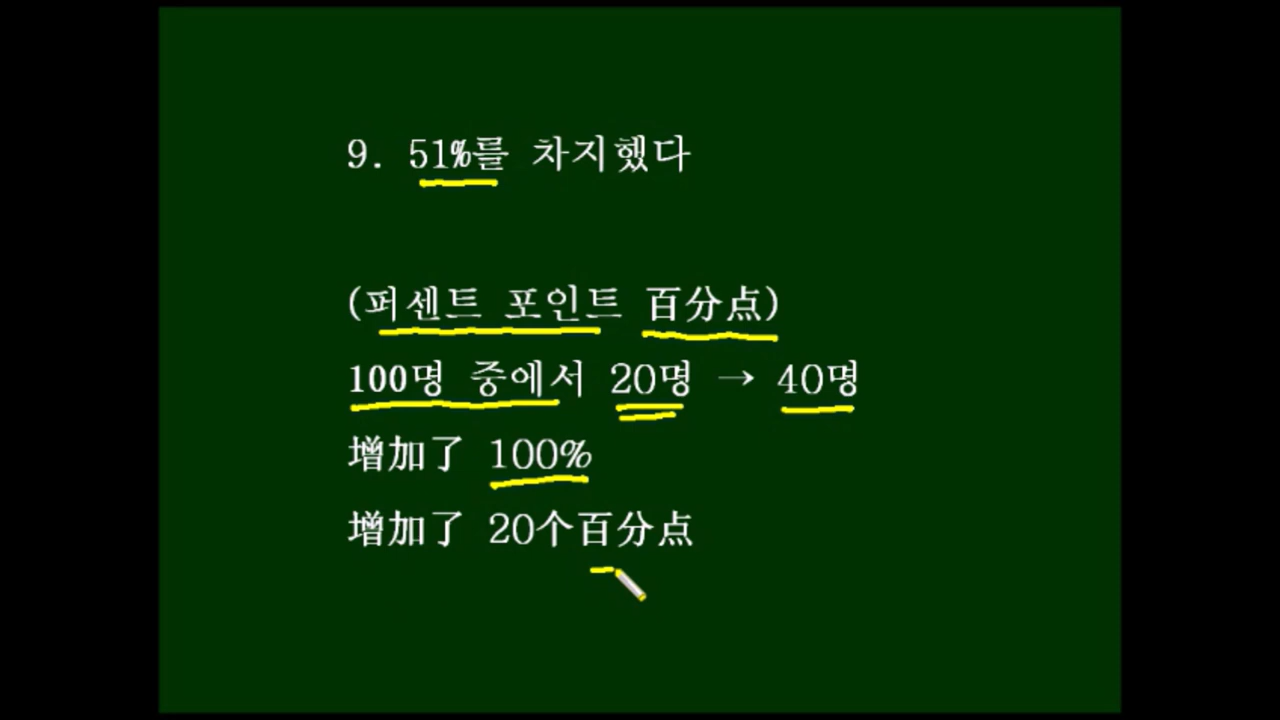 9. 51%를 차지했다
(퍼센트 포인트 百分点)
100명 중에서 20명 → 40명
增加了 100%
增加了 20个百分点